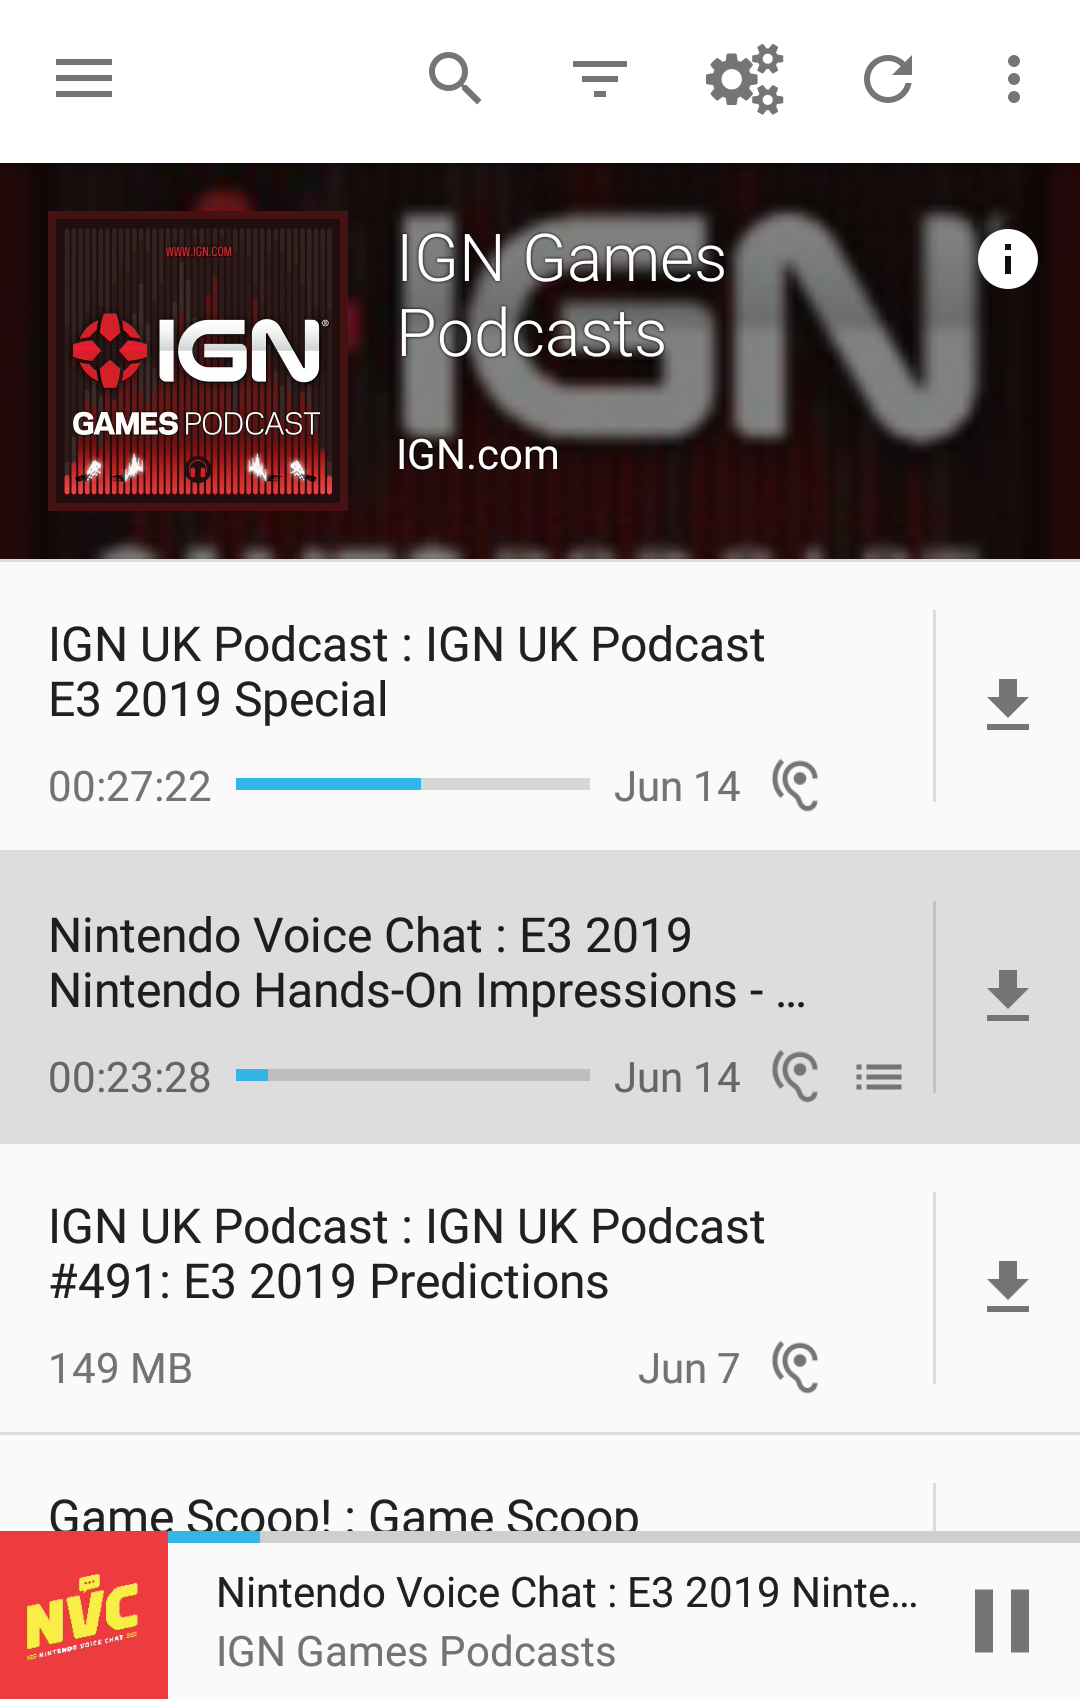 IGN Games
Podcasts
IGN.com
WWW.IGN.COM
IGN
GAMES PODCAST
IGN
IGN UK Podcast : IGN UK Podcast
E3 2019 Special
00:27:22
Jun 14
Nintendo Voice Chat : E3 2019
Nintendo Hands-On Impressions - ...
00:23:28
Jun 14
IGN UK Podcast : IGN UK Podcast
#491: E3 2019 Predictions
149 MB
Jun 7
Game Scoop! : Game Scoop
NVC
NINTENDO VOICE CHAT
Nintendo Voice Chat : E3 2019 Ninte...
IGN Games Podcasts